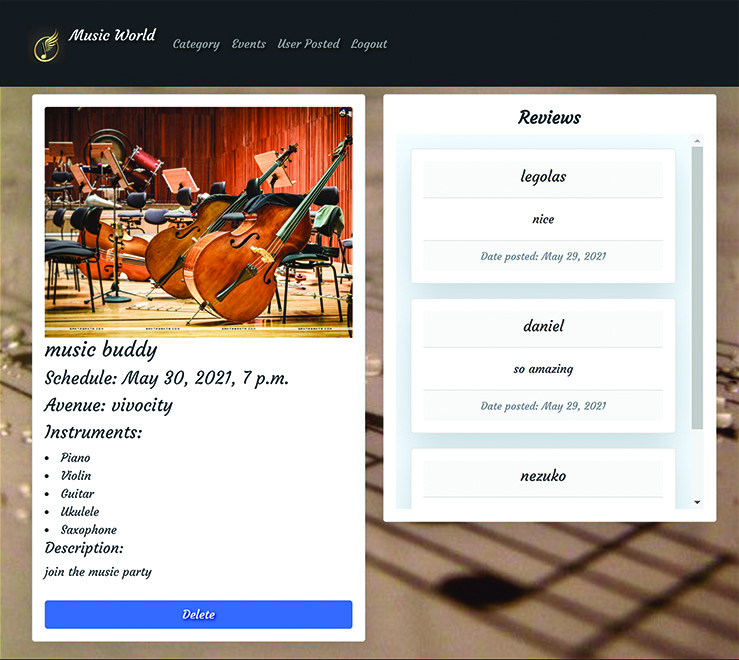 Music World
Category Events User Posted Logout
music buddy
Schedule: May 30, 2021, 7 p.m.
Avenue: vivocity
Instruments:
Piano
Violin
Guitar
Ukulele
Saxophone
Description:
join the music party
Delete
Reviews
legolas
nice
Date posted: May 29, 2021
daniel
so amazing
Date posted: May 29, 2021
nezuko